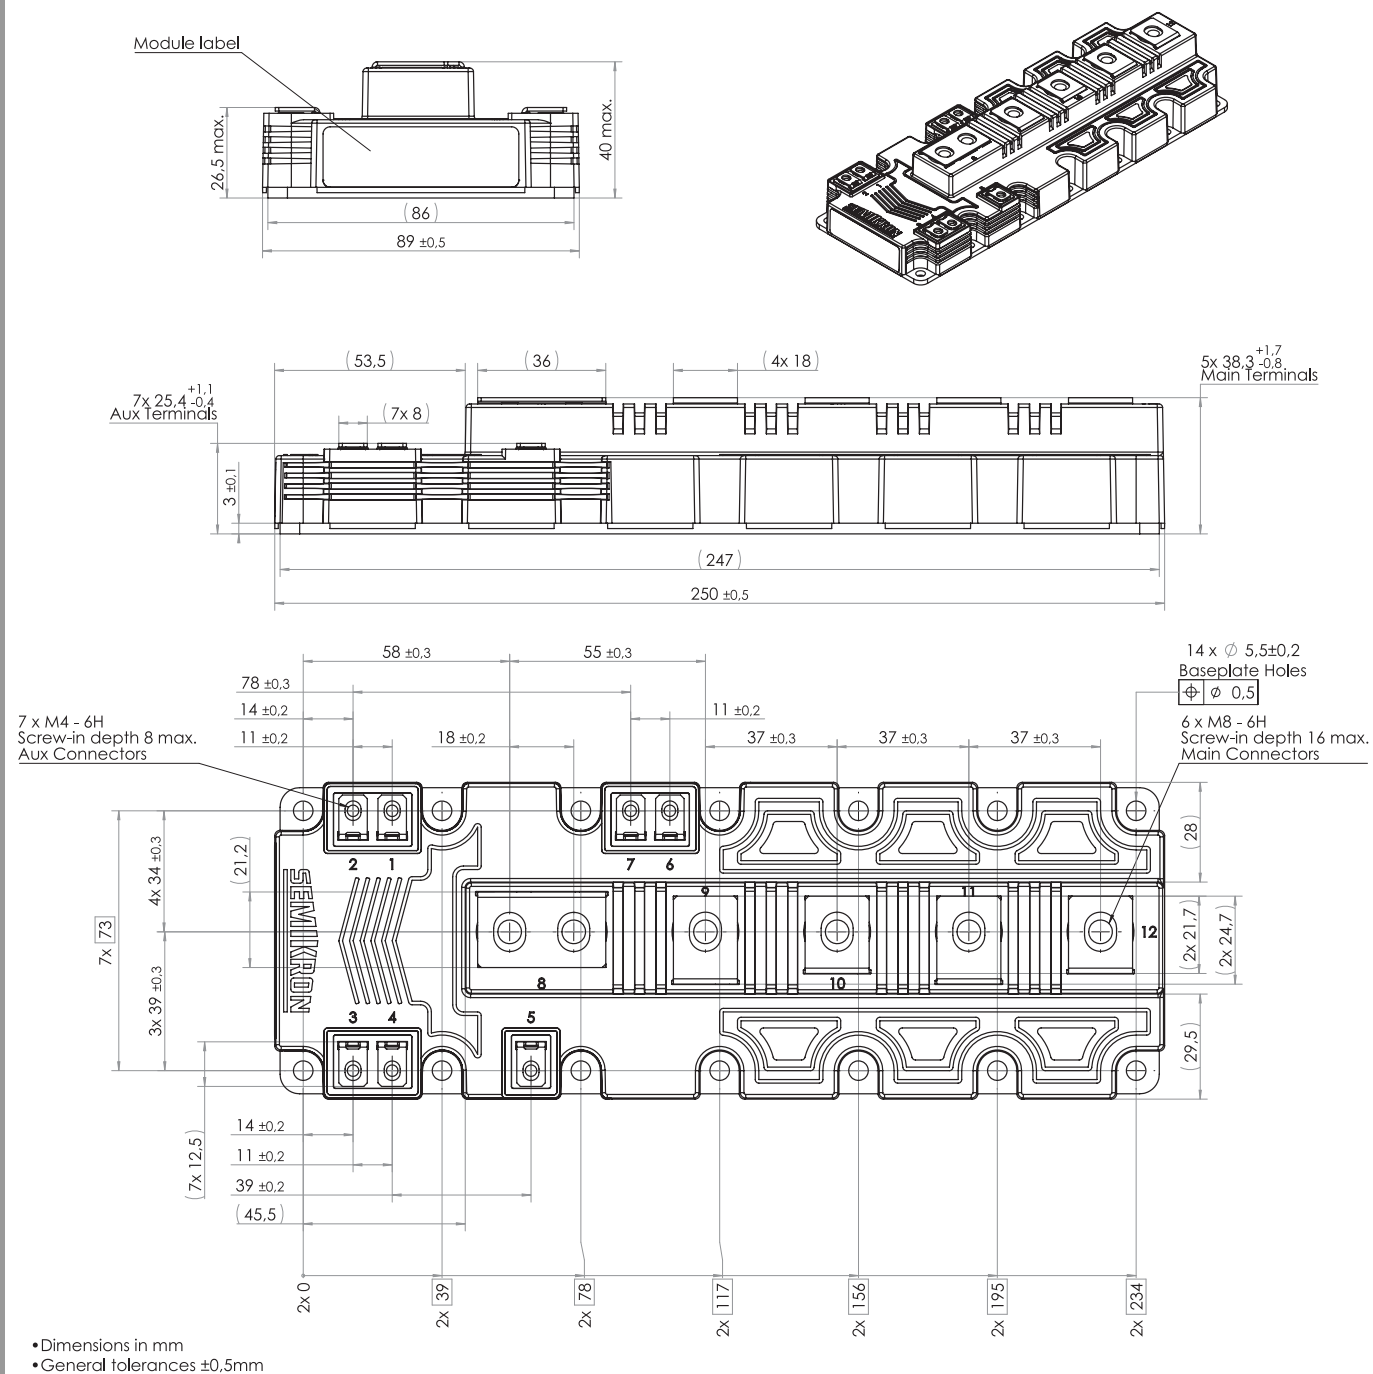 Module label
26,5 max.
40 max.
(86)
89 ±0,5
SEMIKRON
(53,5)
(36)
(4x 18)
5x 38,3 +1,7 -0,8
Main Terminals
7x 25,4 +1,1 -0,4
Aux Terminals
(7x 8)
3 ±0,1
(247)
250 ±0,5
58 ±0,3
55 ±0,3
14 x ∅ 5,5±0,2
Baseplate Holes
⌖ ∅ 0,5
78 ±0,3
14 ±0,2
11 ±0,2
7 x M4 - 6H
Screw-in depth 8 max.
Aux Connectors
11 ±0,2
18 ±0,2
37 ±0,3
37 ±0,3
37 ±0,3
6 x M8 - 6H
Screw-in depth 16 max.
Main Connectors
2 1
7 6
(28)
(21,2)
4x 34 ±0,3
7x 73
3x 39 ±0,3
SEMIKRON
9
11
12
8
10
(2x 21,7)
(2x 24,7)
3 4
5
(29,5)
(7x 12,5)
14 ±0,2
11 ±0,2
39 ±0,2
(45,5)
2x 0
2x 39
2x 78
2x 117
2x 156
2x 195
2x 234
•Dimensions in mm
•General tolerances ±0,5mm